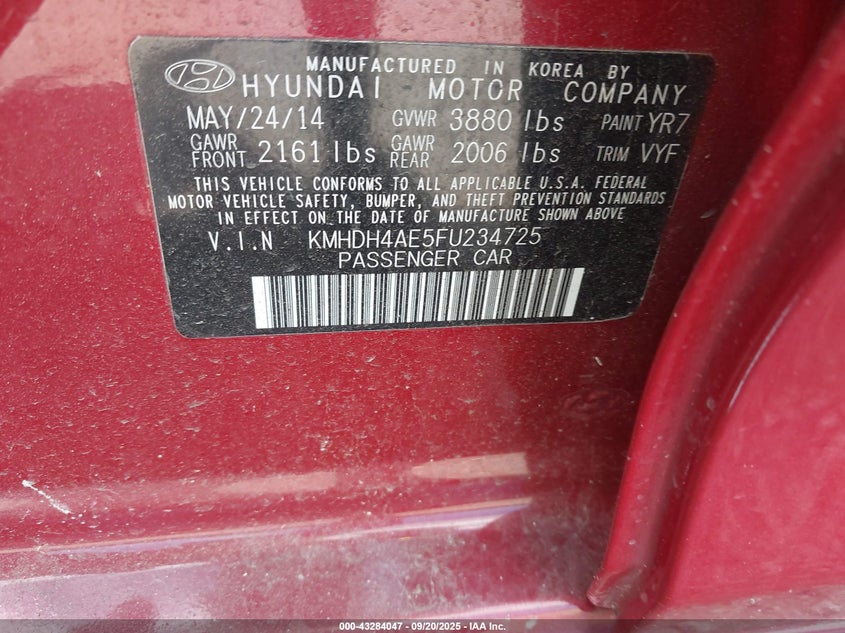 MANUFACTURED IN KOREA BY
HYUNDAI MOTOR COMPANY
MAY/24/14 GVWR 3880 lbs PAINT YR7
GAWR FRONT 2161 lbs GAWR REAR 2006 lbs TRIM VYF
THIS VEHICLE CONFORMS TO ALL APPLICABLE U.S.A. FEDERAL
MOTOR VEHICLE SAFETY, BUMPER, AND THEFT PREVENTION STANDARDS
IN EFFECT ON THE DATE OF MANUFACTURE SHOWN ABOVE
V.I.N KMHDH4AE5FU234725
PASSENGER CAR
000-43284047 - 09/20/2025 - IAA Inc.